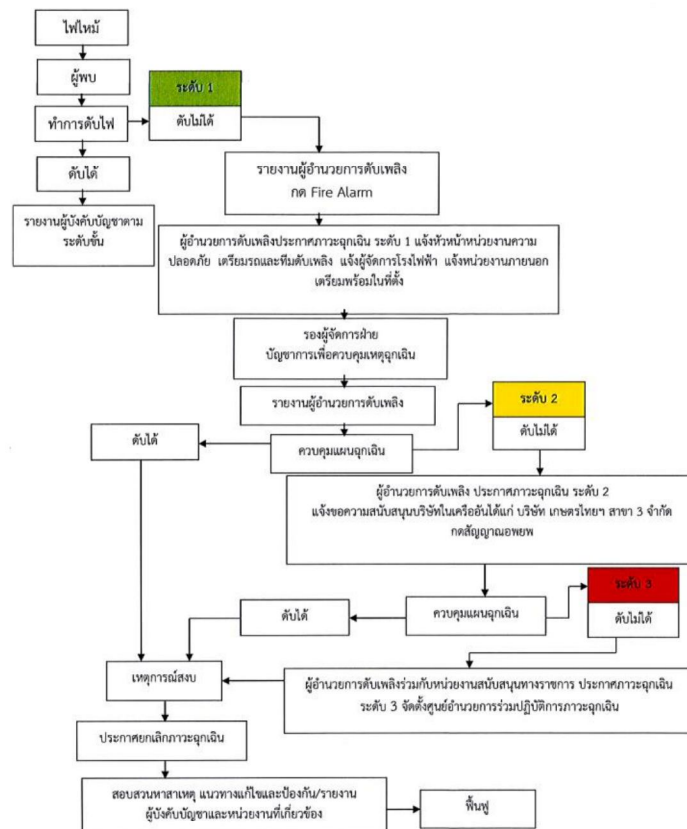 ไฟไหม้
ผู้พบ
ระดับ 1
ทำการดับไฟ
ดับไม่ได้
ดับได้
รายงานผู้อำนวยการดับเพลิง
กด Fire Alarm
รายงานผู้บังคับบัญชาตาม
ระดับขั้น
ผู้อำนวยการดับเพลิงประกาศภาวะฉุกเฉิน ระดับ 1 แจ้งหัวหน้าหน่วยงานความ
ปลอดภัย เตรียมรถและทีมดับเพลิง แจ้งผู้จัดการโรงไฟฟ้า แจ้งหน่วยงานภายนอก
เตรียมพร้อมในที่ตั้ง
รองผู้จัดการฝ่าย
บัญชาการเพื่อควบคุมเหตุฉุกเฉิน
รายงานผู้อำนวยการดับเพลิง
ระดับ 2
ดับไม่ได้
ดับได้
ควบคุมแผนฉุกเฉิน
ผู้อำนวยการดับเพลิง ประกาศภาวะฉุกเฉิน ระดับ 2
แจ้งขอความสนับสนุนบริษัทในเครืออันได้แก่ บริษัท เกษตรไทยฯ สาขา 3 จำกัด
กดสัญญาณอพยพ
ระดับ 3
ดับไม่ได้
ดับได้
ควบคุมแผนฉุกเฉิน
เหตุการณ์สงบ
ผู้อำนวยการดับเพลิงร่วมกับหน่วยงานสนับสนุนทางราชการ ประกาศภาวะฉุกเฉิน
ระดับ 3 จัดตั้งศูนย์อำนวยการร่วมปฏิบัติการภาวะฉุกเฉิน
ประกาศยกเลิกภาวะฉุกเฉิน
สอบสวนหาสาเหตุ แนวทางแก้ไขและป้องกัน/รายงาน
ผู้บังคับบัญชาและหน่วยงานที่เกี่ยวข้อง
ฟื้นฟู